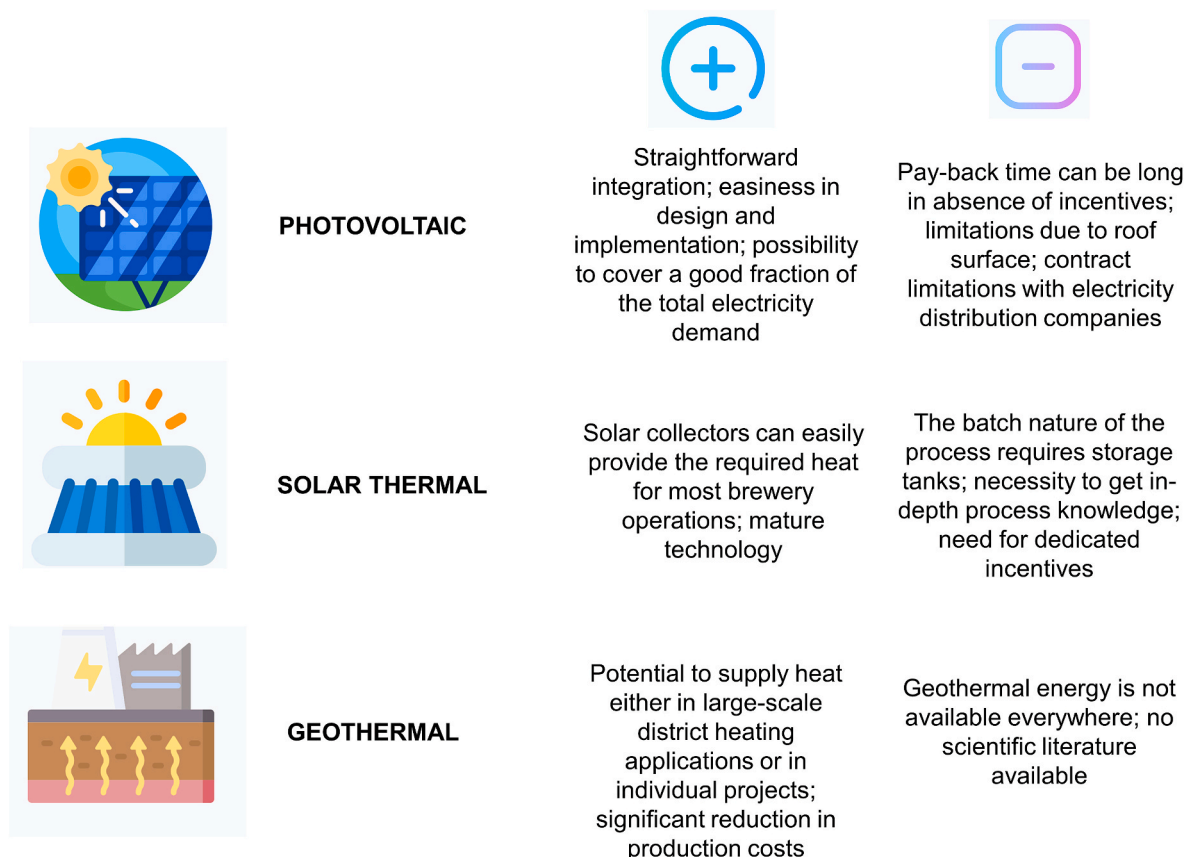 PHOTOVOLTAIC
Straightforward
integration; easiness in
design and
implementation; possibility
to cover a good fraction of
the total electricity
demand
Pay-back time can be long
in absence of incentives;
limitations due to roof
surface; contract
limitations with electricity
distribution companies
SOLAR THERMAL
Solar collectors can easily
provide the required heat
for most brewery
operations; mature
technology
The batch nature of the
process requires storage
tanks; necessity to get in-
depth process knowledge;
need for dedicated
incentives
GEOTHERMAL
Potential to supply heat
either in large-scale
district heating
applications or in
individual projects;
significant reduction in
production costs
Geothermal energy is not
available everywhere; no
scientific literature
available